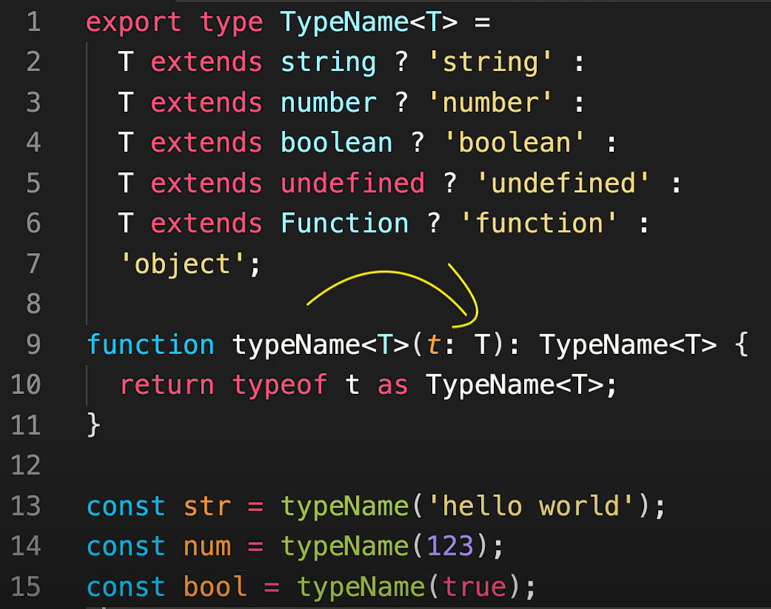 1 export type TypeName<T> =
2 T extends string ? 'string' :
3 T extends number ? 'number' :
4 T extends boolean ? 'boolean' :
5 T extends undefined ? 'undefined' :
6 T extends Function ? 'function' :
7 'object';
8
9 function typeName<T>(t: T): TypeName<T> {
10 return typeof t as TypeName<T>;
11 }
12
13 const str = typeName('hello world');
14 const num = typeName(123);
15 const bool = typeName(true);